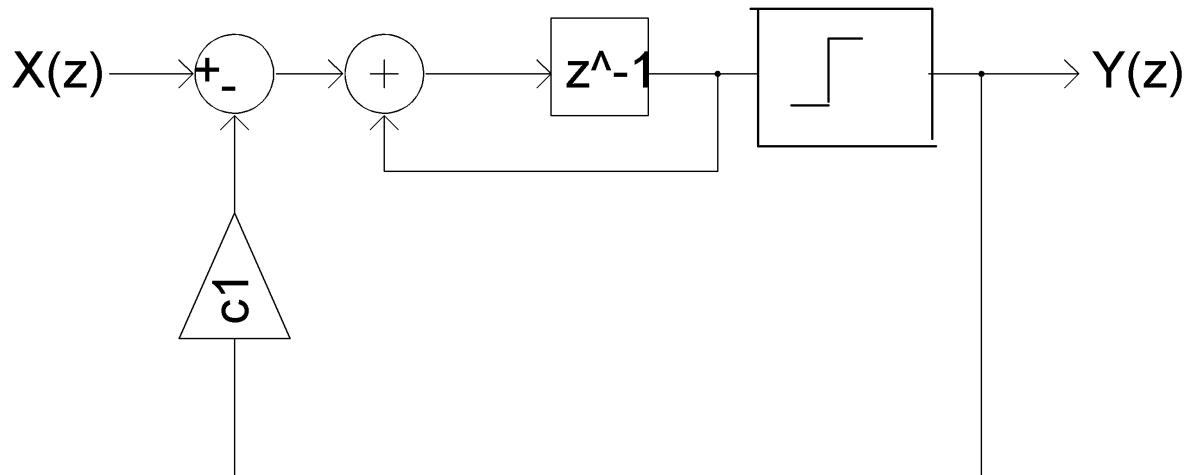 X(z)
+
-
+
z^-1
Y(z)
c1